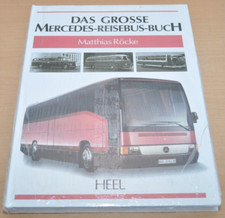 DAS GROSSE
MERCEDES-REISEBUS-BUCH
Matthias Röcke
HEEL